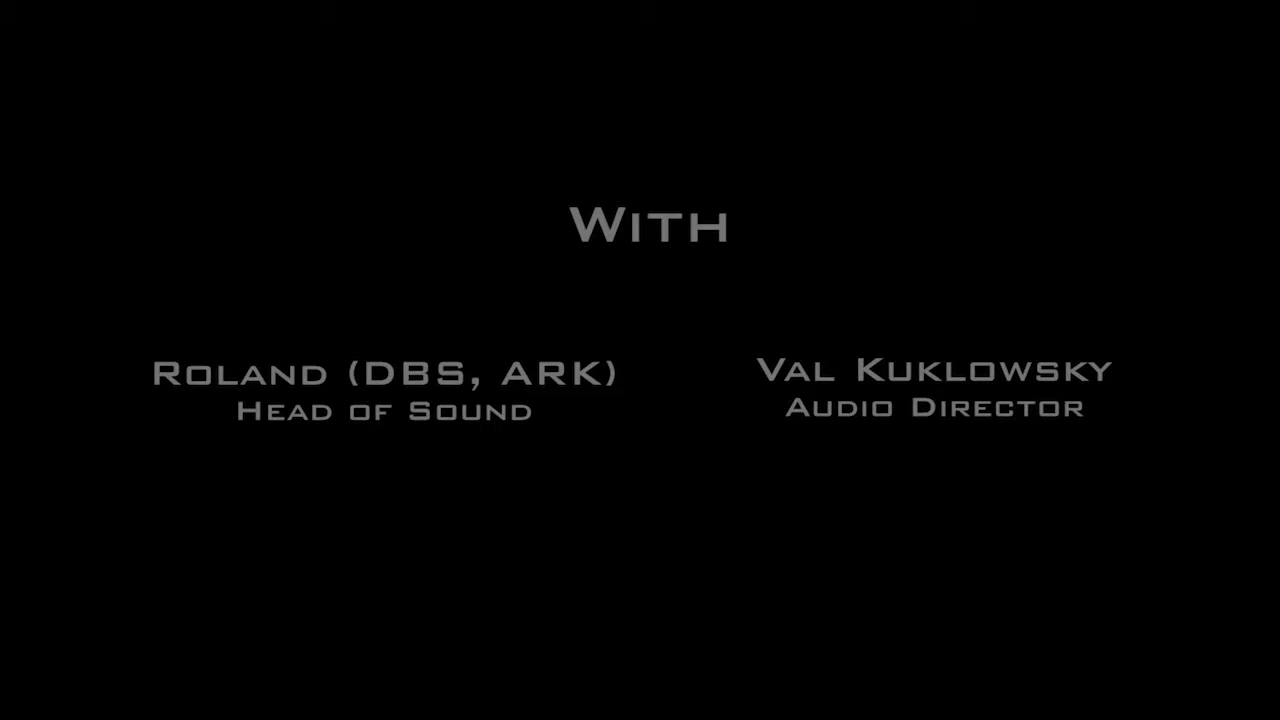 With
Roland (DBS, ARK)
Head of Sound
Val Kuklowsky
Audio Director